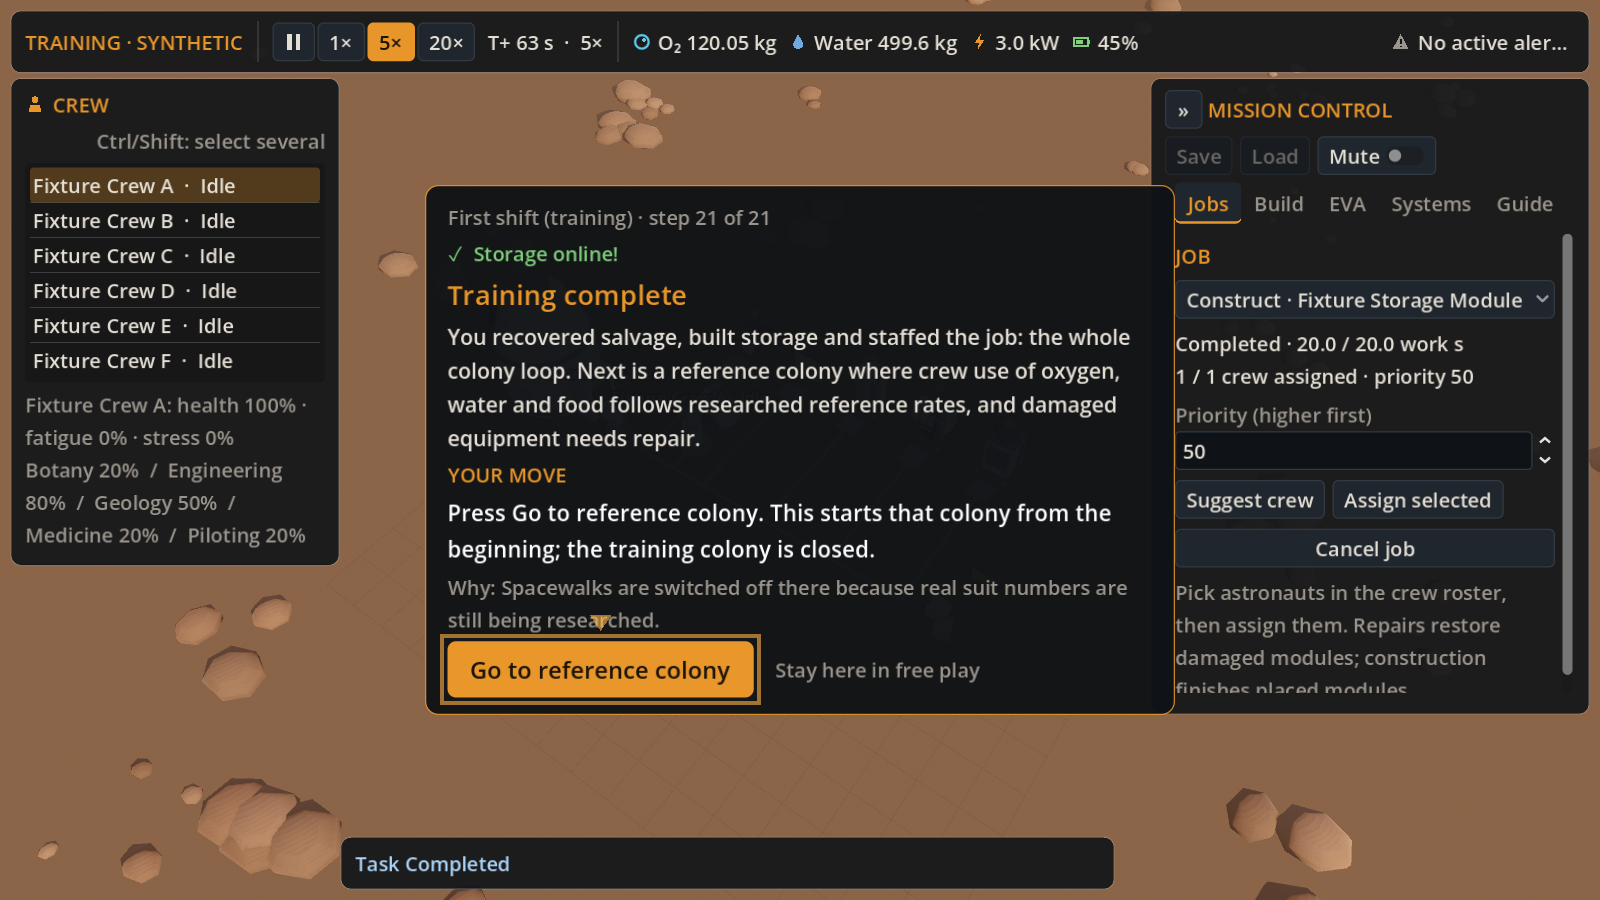 TRAINING · SYNTHETIC
1× 5× 20× T+ 63 s · 5×
O₂ 120.05 kg Water 499.6 kg 3.0 kW 45%
No active aler...
CREW
Ctrl/Shift: select several
Fixture Crew A · Idle
Fixture Crew B · Idle
Fixture Crew C · Idle
Fixture Crew D · Idle
Fixture Crew E · Idle
Fixture Crew F · Idle
Fixture Crew A: health 100% ·
fatigue 0% · stress 0%
Botany 20% / Engineering
80% / Geology 50% /
Medicine 20% / Piloting 20%
First shift (training) · step 21 of 21
✓ Storage online!
Training complete
You recovered salvage, built storage and staffed the job: the whole
colony loop. Next is a reference colony where crew use of oxygen,
water and food follows researched reference rates, and damaged
equipment needs repair.
YOUR MOVE
Press Go to reference colony. This starts that colony from the
beginning; the training colony is closed.
Why: Spacewalks are switched off there because real suit numbers are
still being researched.
Go to reference colony
Stay here in free play
» MISSION CONTROL
Save Load Mute
Jobs Build EVA Systems Guide
JOB
Construct · Fixture Storage Module
Completed · 20.0 / 20.0 work s
1 / 1 crew assigned · priority 50
Priority (higher first)
50
Suggest crew Assign selected
Cancel job
Pick astronauts in the crew roster,
then assign them. Repairs restore
damaged modules; construction
finishes placed modules.
Task Completed